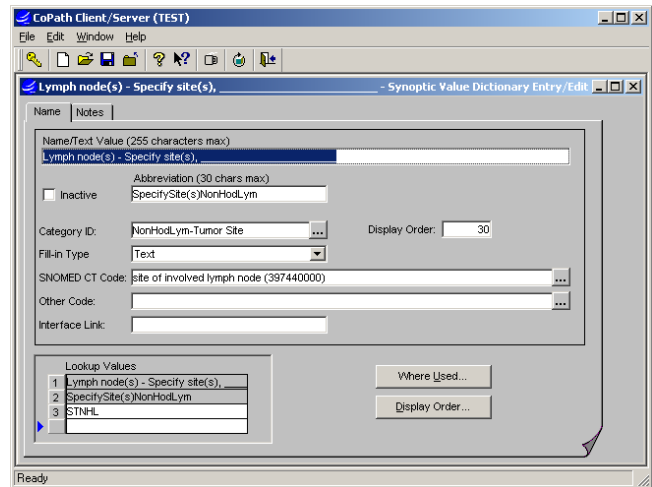 CoPath Client/Server (TEST)
File Edit Window Help
Lymph node(s) - Specify site(s), ______________________ - Synoptic Value Dictionary Entry/Edit
Name Notes
Name/Text Value (255 characters max)
Lymph node(s) - Specify site(s), ______________________
Abbreviation (30 chars max)
Inactive SpecifySite(s)NonHodLym
Category ID: NonHodLym-Tumor Site ... Display Order: 30
Fill-in Type Text
SNOMED CT Code: site of involved lymph node (397440000) ...
Other Code: ...
Interface Link:
Lookup Values
1 Lymph node(s) - Specify site(s), ____
2 SpecifySite(s)NonHodLym
3 STNHL
Where Used...
Display Order...
Ready